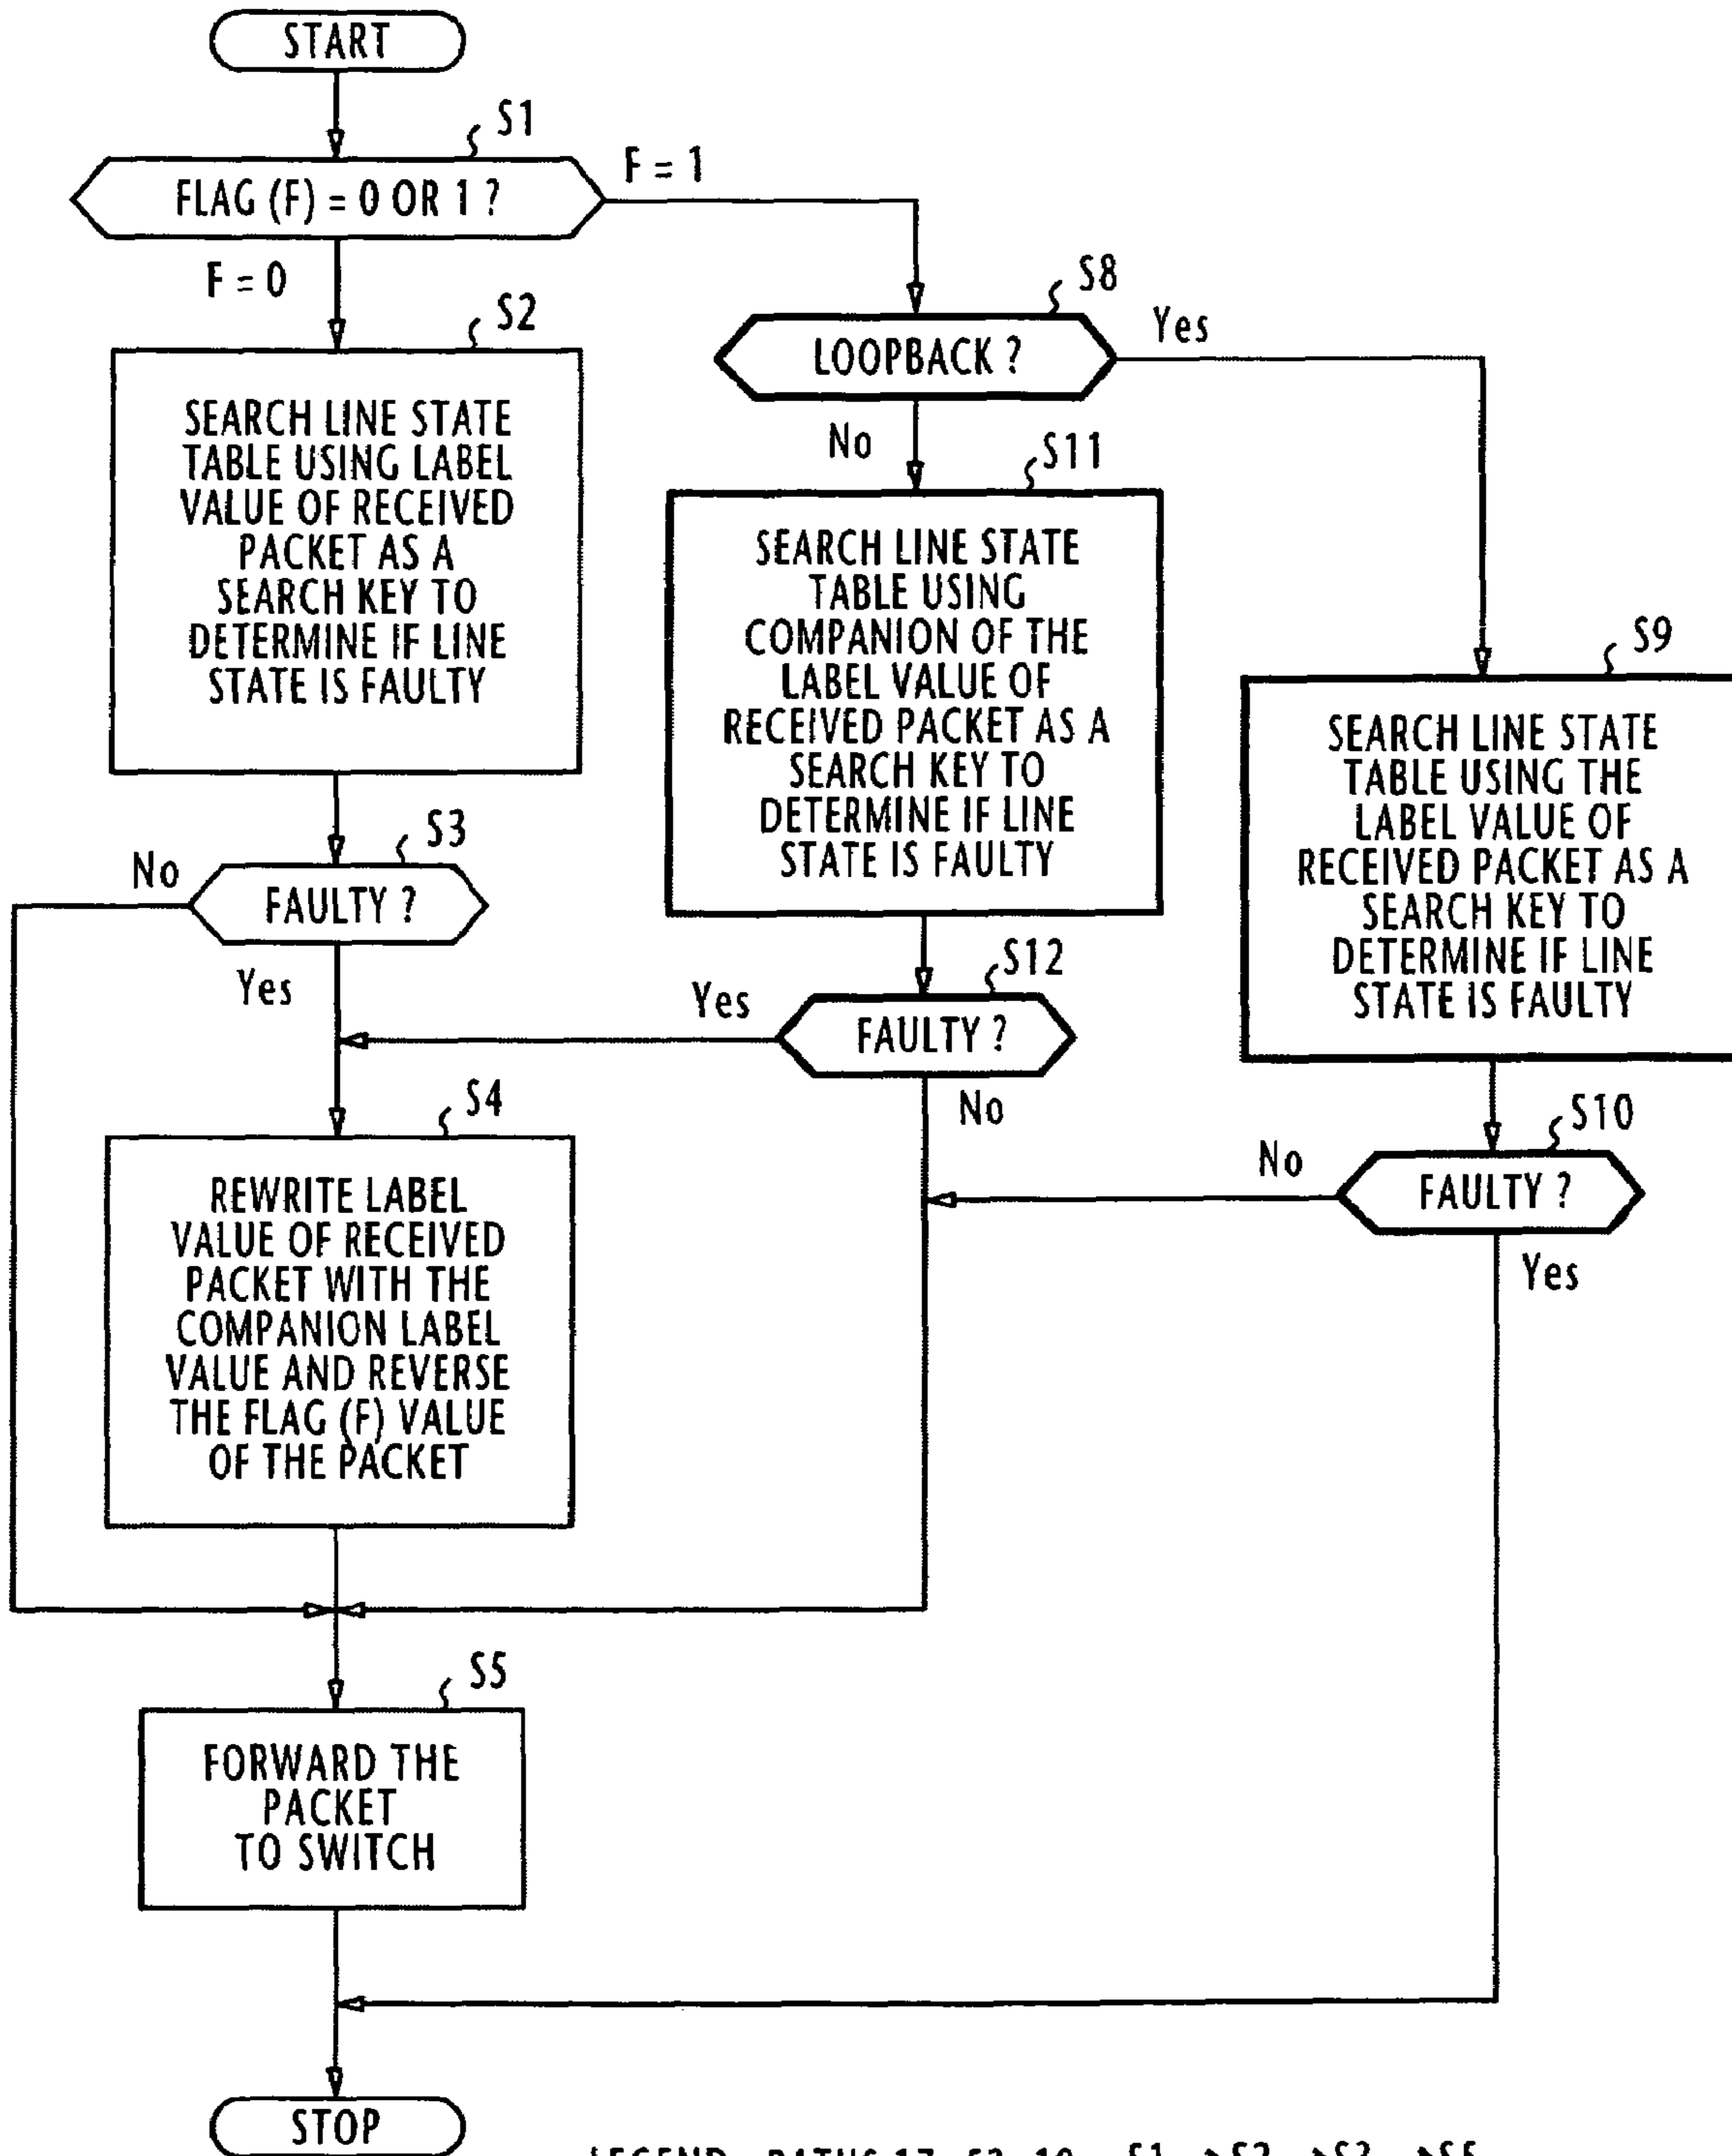 START
S1
FLAG (F) = 0 OR 1 ?
F = 1
F = 0
S2
SEARCH LINE STATE
TABLE USING LABEL
VALUE OF RECEIVED
PACKET AS A
SEARCH KEY TO
DETERMINE IF LINE
STATE IS FAULTY
S8
LOOPBACK ?
Yes
No
S11
SEARCH LINE STATE
TABLE USING
COMPANION OF THE
LABEL VALUE OF
RECEIVED PACKET AS A
SEARCH KEY TO
DETERMINE IF LINE
STATE IS FAULTY
S9
SEARCH LINE STATE
TABLE USING THE
LABEL VALUE OF
RECEIVED PACKET AS A
SEARCH KEY TO
DETERMINE IF LINE
STATE IS FAULTY
S3
No
FAULTY ?
Yes
S12
Yes
FAULTY ?
No
S10
No
FAULTY ?
Yes
S4
REWRITE LABEL
VALUE OF RECEIVED
PACKET WITH THE
COMPANION LABEL
VALUE AND REVERSE
THE FLAG (F) VALUE
OF THE PACKET
S5
FORWARD THE
PACKET
TO SWITCH
STOP